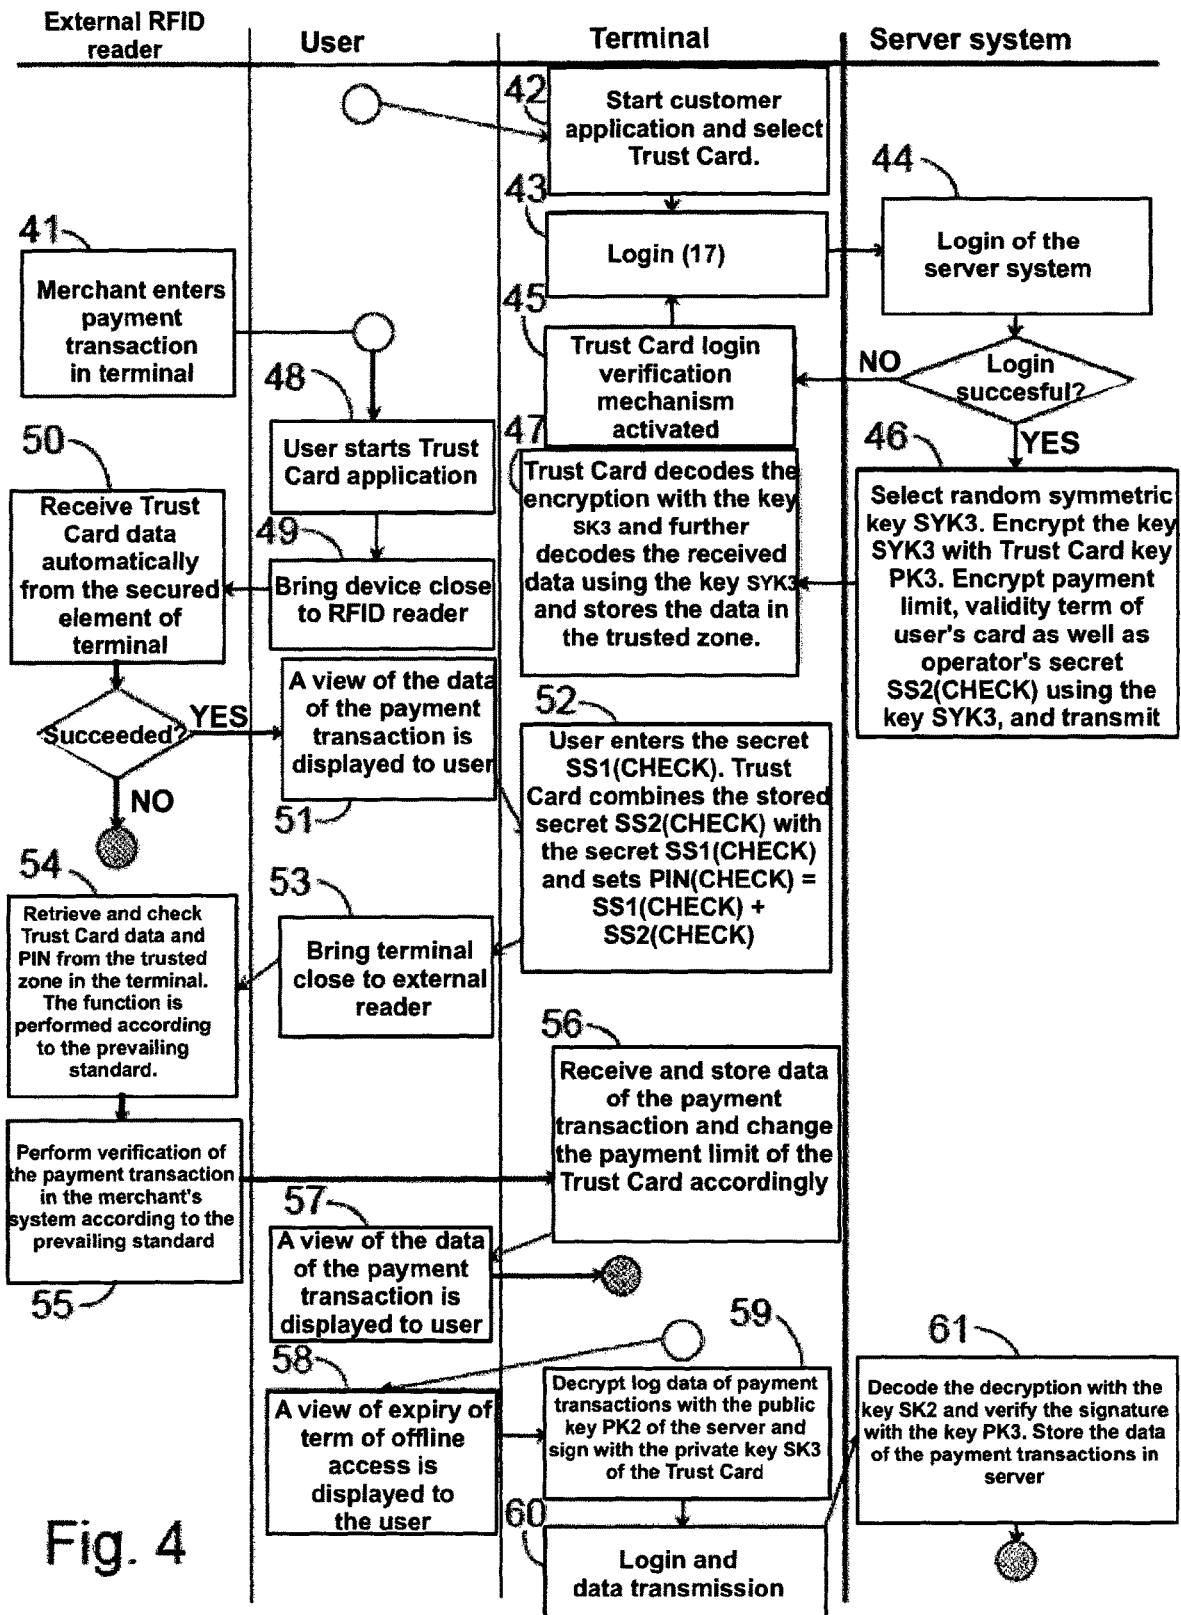 External RFID
reader
User
Terminal
Server system
42
Start customer
application and select
Trust Card.
43
Login (17)
44
Login of the
server system
41
Merchant enters
payment
transaction
in terminal
45
Trust Card login
verification
mechanism
activated
NO
Login
succesful?
YES
48
User starts Trust
Card application
47
Trust Card decodes the
encryption with the key
SK3 and further
decodes the received
data using the key SYK3
and stores the data in
the trusted zone.
46
Select random symmetric
key SYK3. Encrypt the key
SYK3 with Trust Card key
PK3. Encrypt payment
limit, validity term of
user's card as well as
operator's secret
SS2(CHECK) using the
key SYK3, and transmit
50
Receive Trust
Card data
automatically
from the secured
element of
terminal
49
Bring device close
to RFID reader
Succeeded?
YES
NO
A view of the data
of the payment
transaction is
displayed to user
51
52
User enters the secret
SS1(CHECK). Trust
Card combines the stored
secret SS2(CHECK) with
the secret SS1(CHECK)
and sets PIN(CHECK) =
SS1(CHECK) +
SS2(CHECK)
54
Retrieve and check
Trust Card data and
PIN from the trusted
zone in the terminal.
The function is
performed according
to the prevailing
standard.
53
Bring terminal
close to external
reader
56
Receive and store data
of the payment
transaction and change
the payment limit of the
Trust Card accordingly
Perform verification of
the payment transaction
in the merchant's
system according to the
prevailing standard
55
57
A view of the data
of the payment
transaction is
displayed to user
58
A view of expiry of
term of offline
access is
displayed to
the user
59
Decrypt log data of payment
transactions with the public
key PK2 of the server and
sign with the private key SK3
of the Trust Card
61
Decode the decryption with the
key SK2 and verify the signature
with the key PK3. Store the data
of the payment transactions in
server
60
Login and
data transmission
Fig. 4